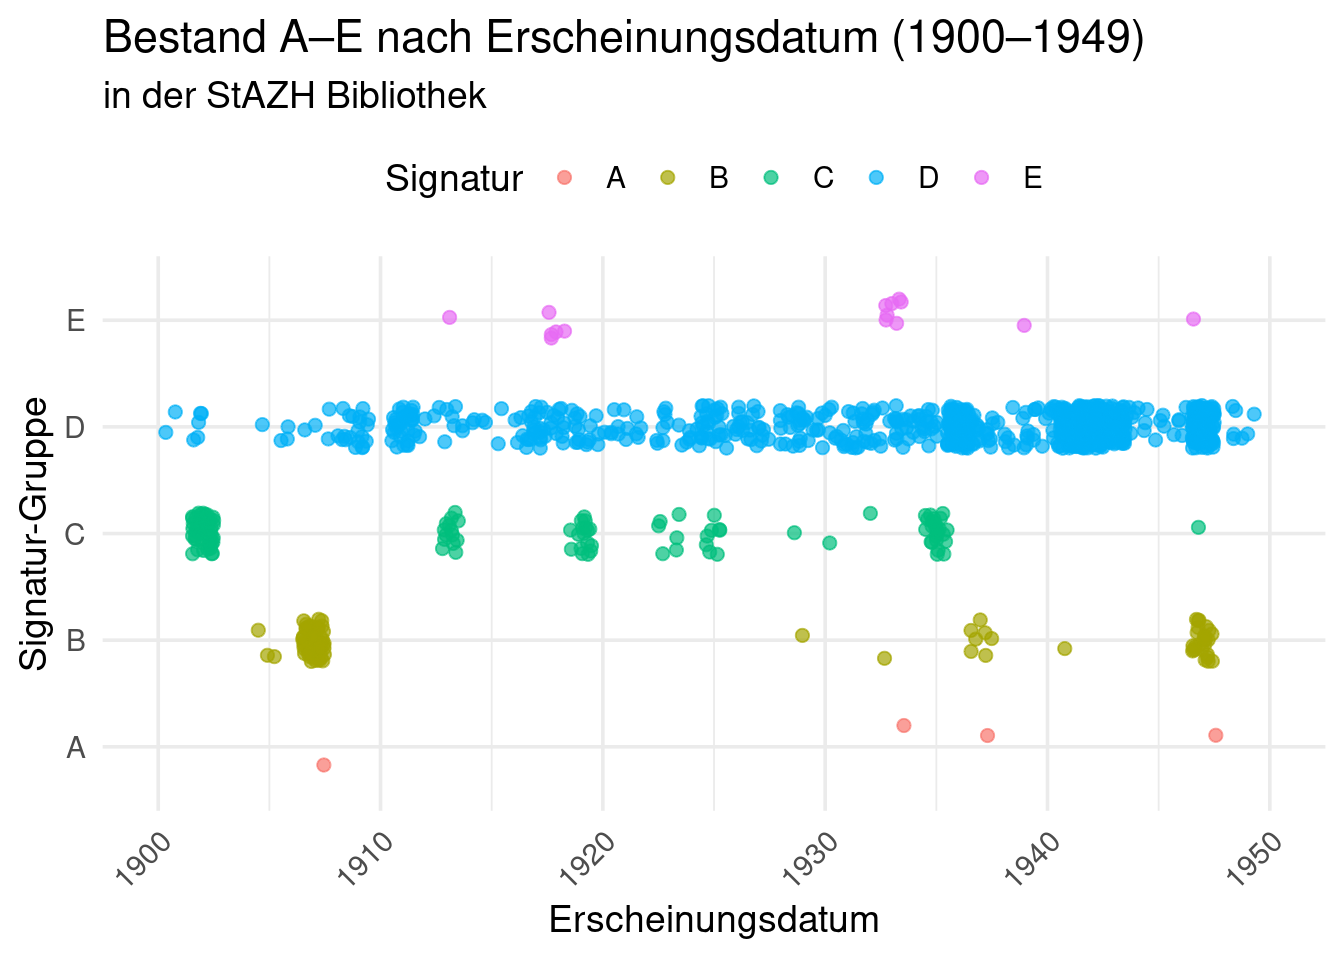 Bestand A–E nach Erscheinungsdatum (1900–1949)
in der StAZH Bibliothek
Signatur A B C D E
E
D
C
B
A
Signatur-Gruppe
1900 1910 1920 1930 1940 1950
Erscheinungsdatum